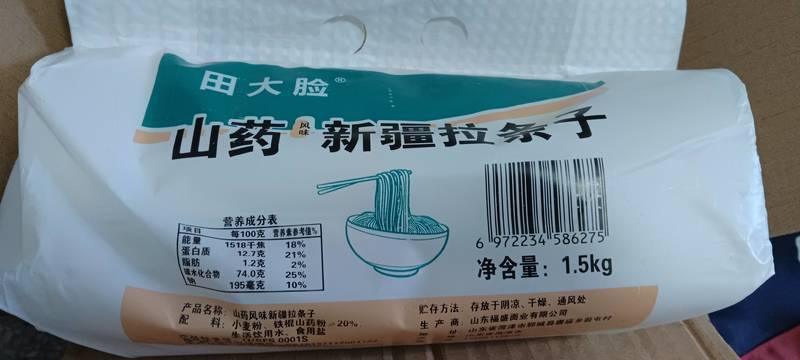 田大脸®
山药风味新疆拉条子
营养成分表
项目 每100克 营养素参考值%
能量 1518千焦 18%
蛋白质 12.7克 21%
脂肪 1.2克 2%
碳水化合物 74.0克 25%
钠 195毫克 10%
6 972234 586275
净含量：1.5kg
产品名称：山药风味新疆拉条子
配 料：小麦粉、铁棍山药粉≥20%、
生活饮用水、食用盐
0001S
贮存方法：存放于阴凉、干燥、通风处
生 产 商：山东福盛面业有限公司